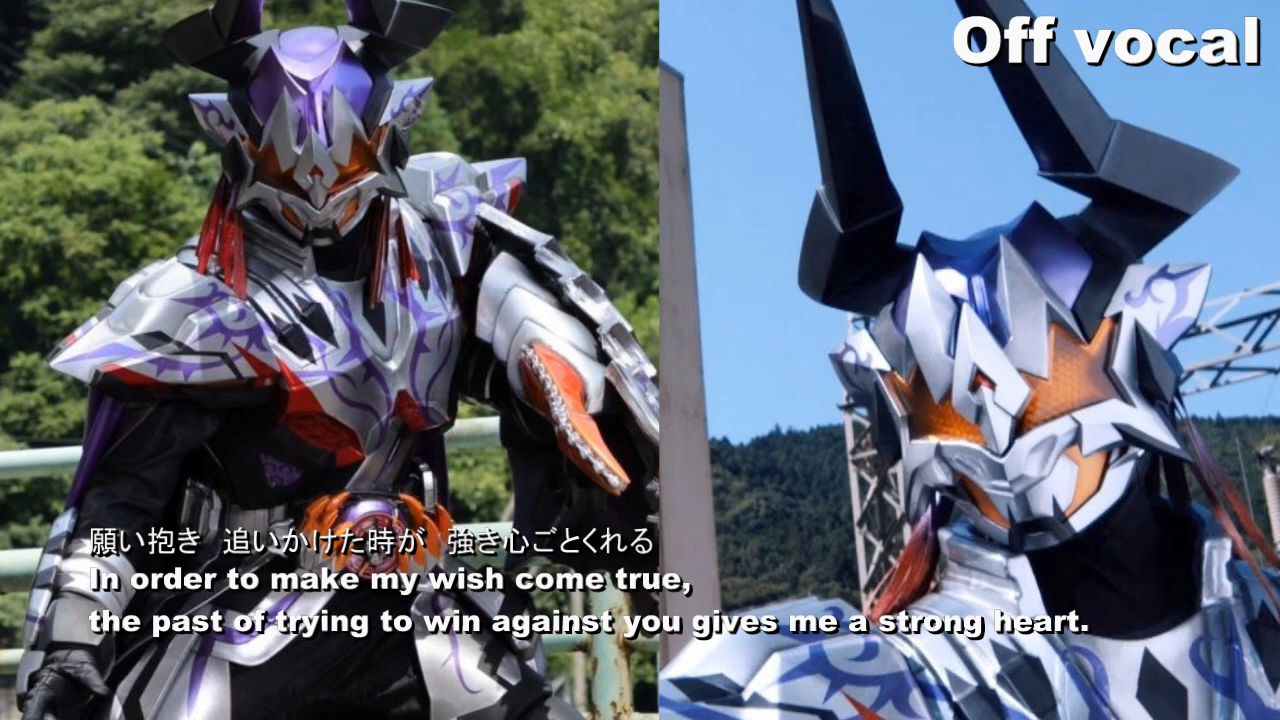 Off vocal
願い抱き　追いかけた時が　強き心ごとくれる
In order to make my wish come true,
the past of trying to win against you gives me a strong heart.